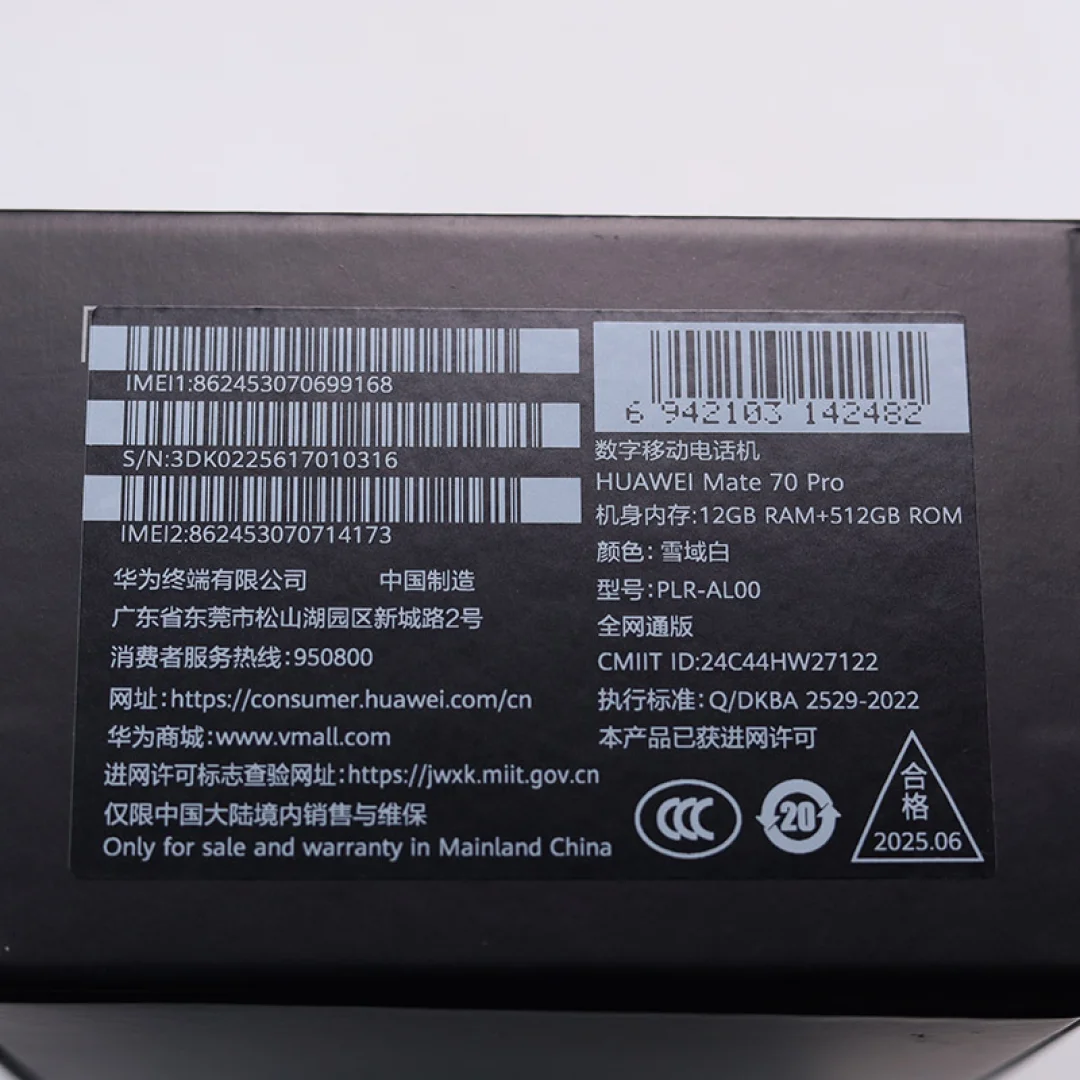 IMEI1:862453070699168
S/N:3DK0225617010316
IMEI2:862453070714173
华为终端有限公司 中国制造
广东省东莞市松山湖园区新城路2号
消费者服务热线:950800
网址:https://consumer.huawei.com/cn
华为商城:www.vmall.com
进网许可标志查验网址:https://jwxk.miit.gov.cn
仅限中国大陆境内销售与维保
Only for sale and warranty in Mainland China
6 942103 142482
数字移动电话机
HUAWEI Mate 70 Pro
机身内存:12GB RAM+512GB ROM
颜色:雪域白
型号:PLR-AL00
全网通版
CMIIT ID:24C44HW27122
执行标准:Q/DKBA 2529-2022
本产品已获进网许可
CCC
20
合格
2025.06